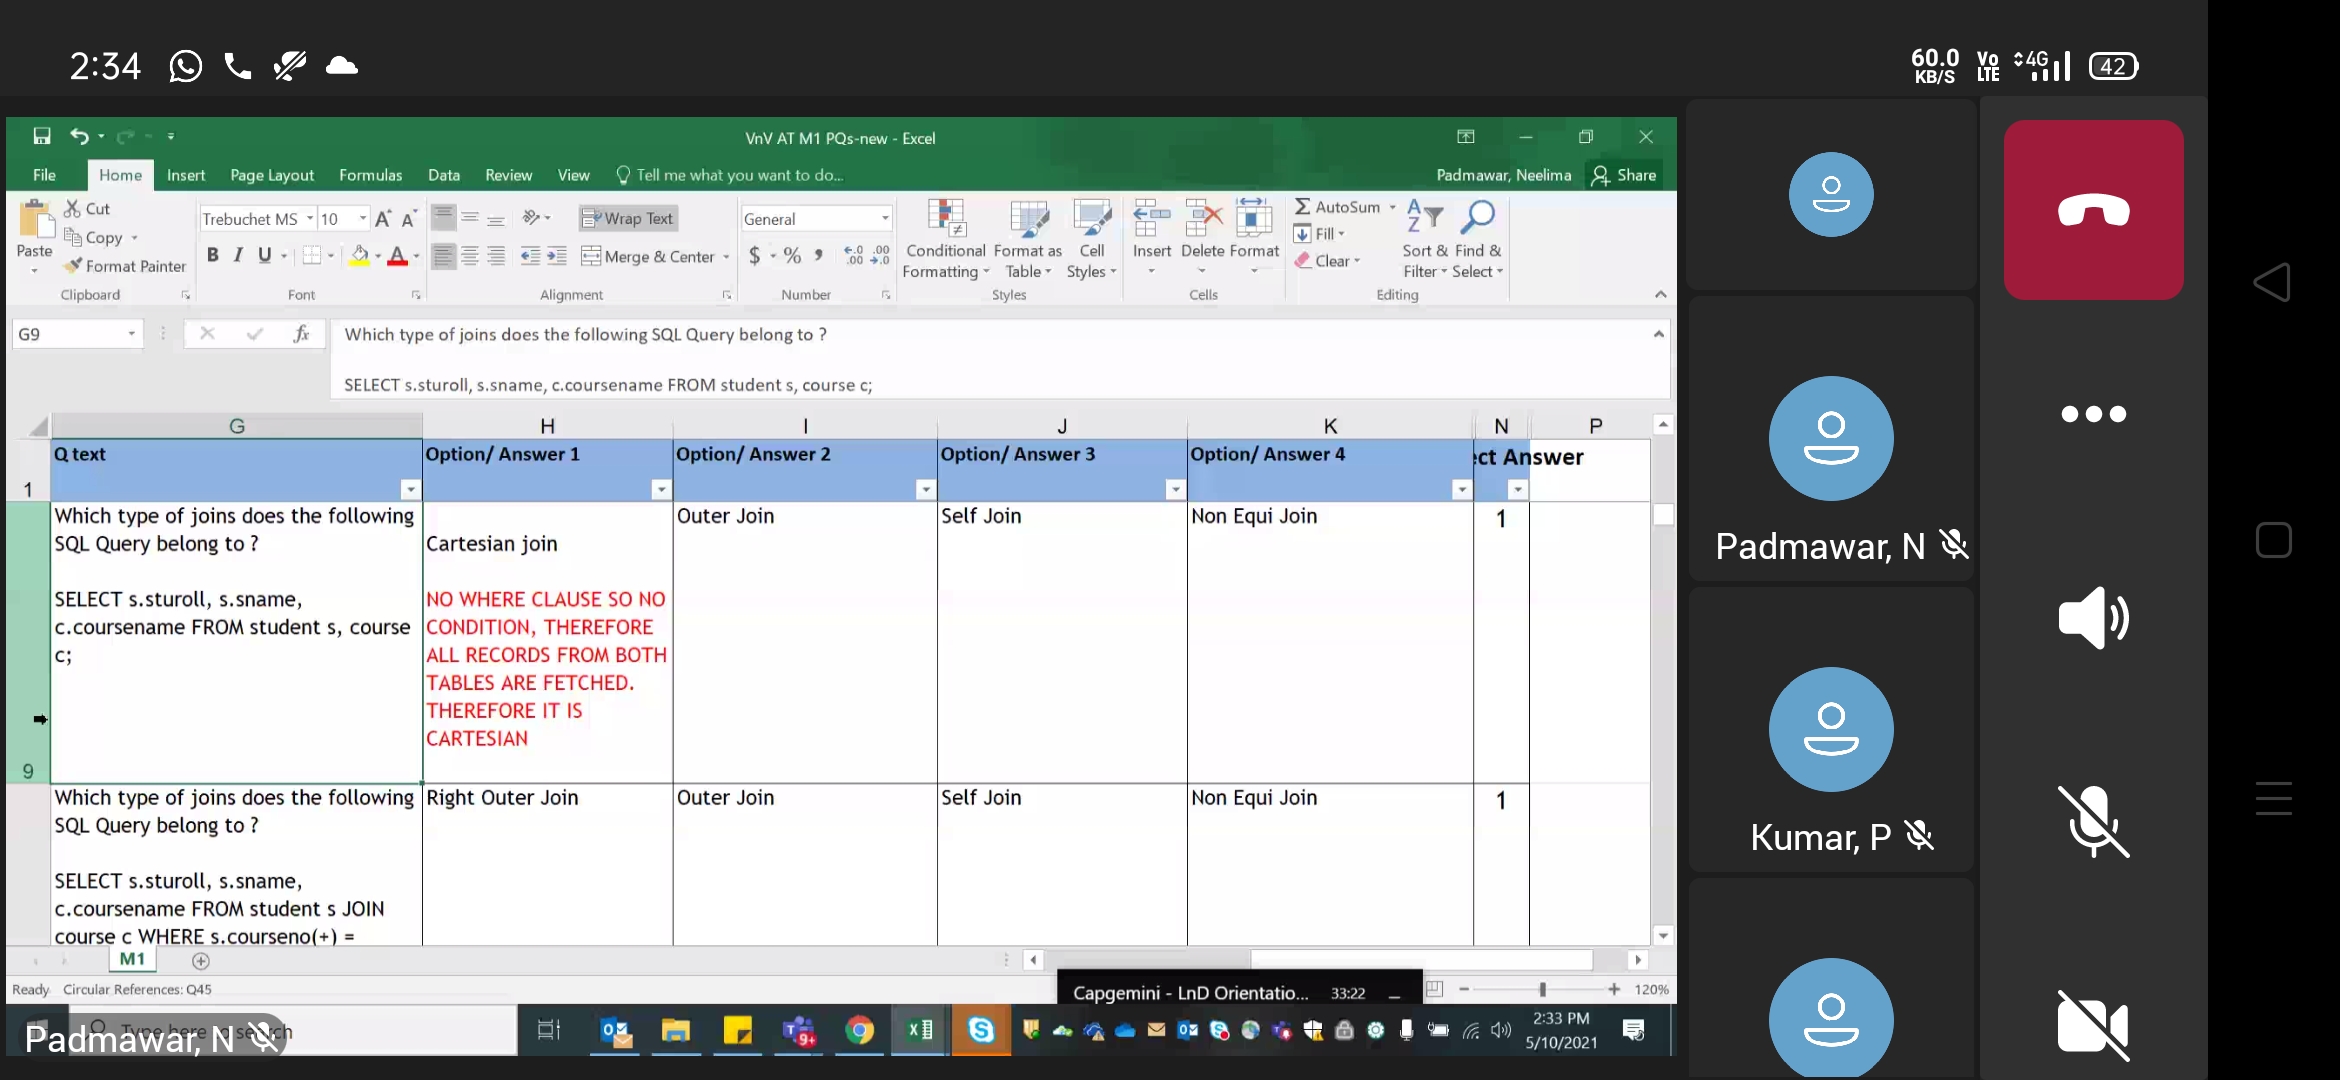 2:34
60.0 KB/S Vo LTE 4G 42
VnV AT M1 PQs-new - Excel
File Home Insert Page Layout Formulas Data Review View Tell me what you want to do... Padmawar, Neelima Share
Cut
Copy
Format Painter
Paste
Clipboard
Trebuchet MS 10 A A
B I U A
Font
Wrap Text
Merge & Center
Alignment
General
$ % , .0 .00 .00 .0
Number
Conditional Formatting
Format as Table
Cell Styles
Styles
Insert Delete Format
Cells
AutoSum
Fill
Clear
Sort & Filter
Find & Select
Editing
G9 fx Which type of joins does the following SQL Query belong to ?
SELECT s.sturoll, s.sname, c.coursename FROM student s, course c;
G H I J K N P
1 Q text Option/ Answer 1 Option/ Answer 2 Option/ Answer 3 Option/ Answer 4 ect Answer
Which type of joins does the following
SQL Query belong to ?
SELECT s.sturoll, s.sname,
c.coursename FROM student s, course
c;
Cartesian join
NO WHERE CLAUSE SO NO
CONDITION, THEREFORE
ALL RECORDS FROM BOTH
TABLES ARE FETCHED.
THEREFORE IT IS
CARTESIAN
Outer Join
Self Join
Non Equi Join
1
9
Which type of joins does the following
SQL Query belong to ?
SELECT s.sturoll, s.sname,
c.coursename FROM student s JOIN
course c WHERE s.courseno(+) =
Right Outer Join
Outer Join
Self Join
Non Equi Join
1
M1
Ready Circular References: Q45
Capgemini - LnD Orientatio... 33:22
120%
Type here to search
9+
2:33 PM
5/10/2021
Padmawar, N
Padmawar, N
Kumar, P